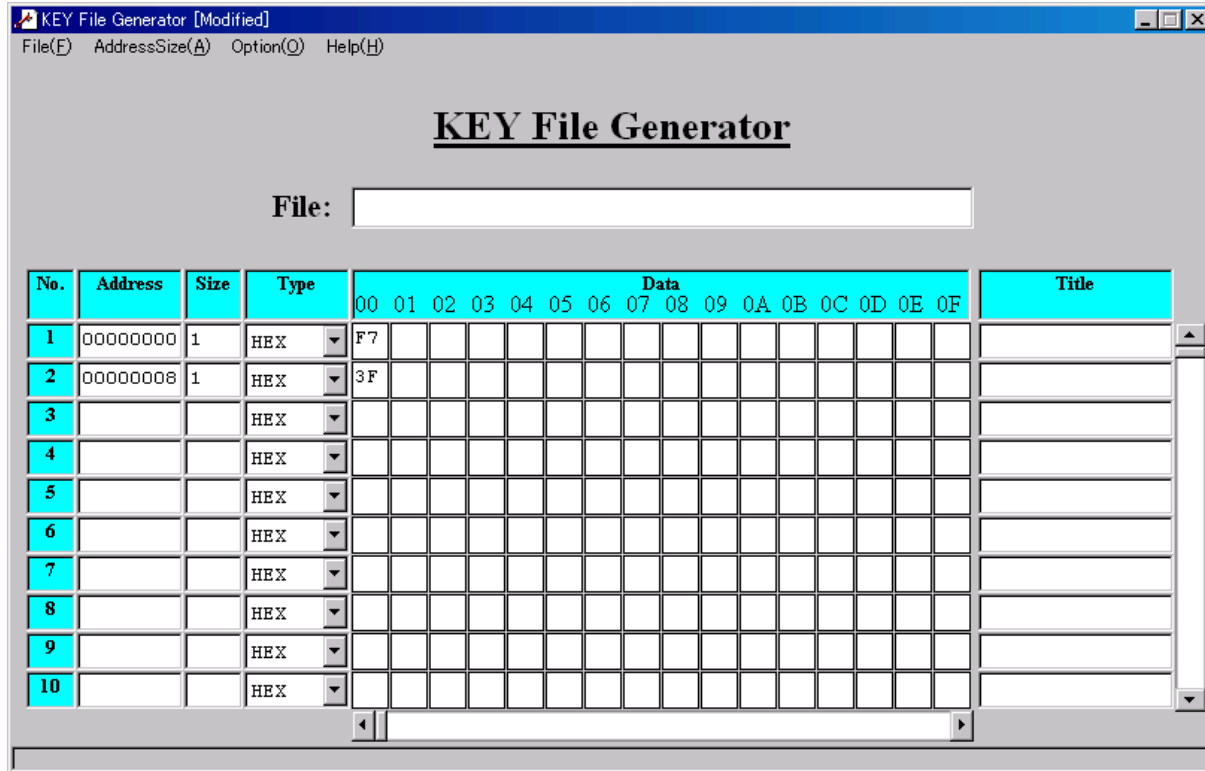 KEY File Generator [Modified]
File(F) AddressSize(A) Option(O) Help(H)
KEY File Generator
File:
No. Address Size Type Data Title
00 01 02 03 04 05 06 07 08 09 0A 0B 0C 0D 0E 0F
1 00000000 1 HEX F7
2 00000008 1 HEX 3F
3 HEX
4 HEX
5 HEX
6 HEX
7 HEX
8 HEX
9 HEX
10 HEX